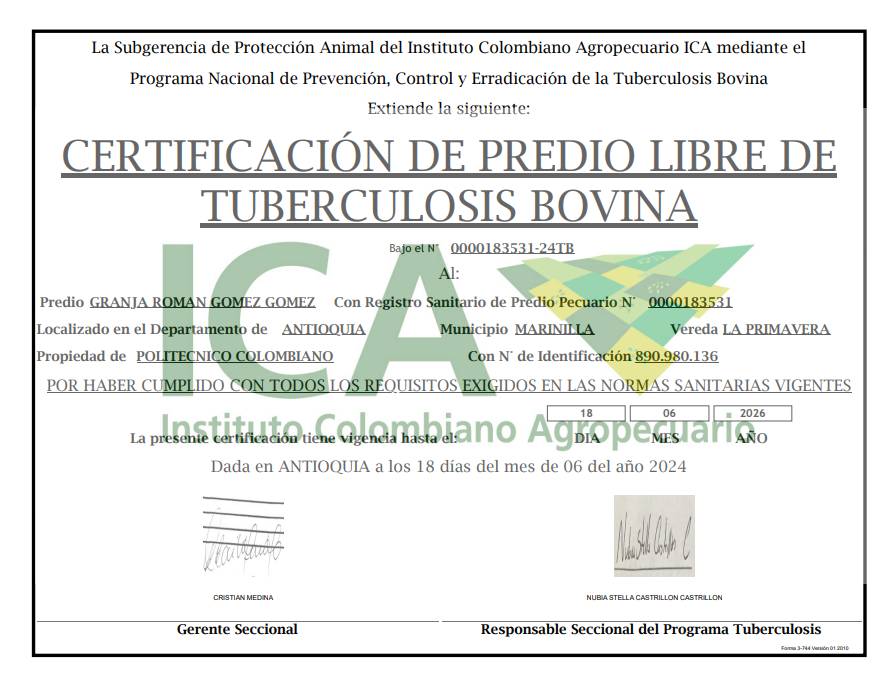 La Subgerencia de Protección Animal del Instituto Colombiano Agropecuario ICA mediante el
Programa Nacional de Prevención, Control y Erradicación de la Tuberculosis Bovina
Extiende la siguiente:
CERTIFICACIÓN DE PREDIO LIBRE DE
TUBERCULOSIS BOVINA
Bajo el N° 0000183531-24TB
Al:
ICA
Predio GRANJA ROMAN GOMEZ GOMEZ Con Registro Sanitario de Predio Pecuario N° 0000183531
Localizado en el Departamento de ANTIOQUIA Municipio MARINILLA Vereda LA PRIMAVERA
Propiedad de POLITECNICO COLOMBIANO Con N° de Identificación 890.980.136
POR HABER CUMPLIDO CON TODOS LOS REQUISITOS EXIGIDOS EN LAS NORMAS SANITARIAS VIGENTES
18 06 2026
Instituto Colombiano Agropecuario
La presente certificación tiene vigencia hasta el: DIA MES AÑO
Dada en ANTIOQUIA a los 18 días del mes de 06 del año 2024
Nubia Stella Castrillon C
CRISTIAN MEDINA NUBIA STELLA CASTRILLON CASTRILLON
Gerente Seccional Responsable Seccional del Programa Tuberculosis
Forma 3-744 Versión 01.2010